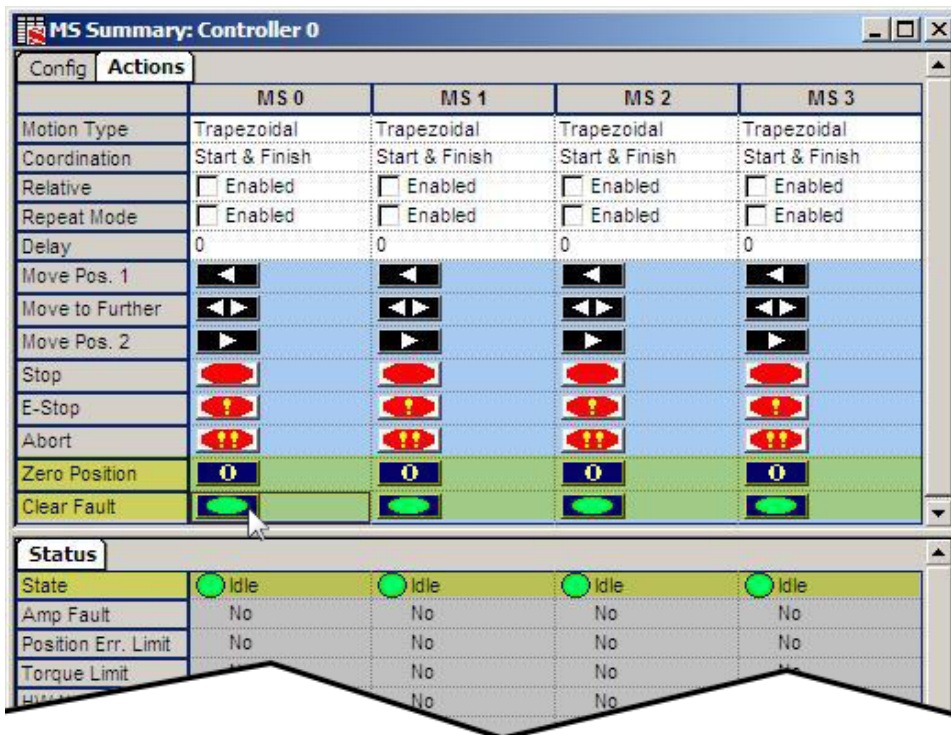 MS Summary: Controller 0
Config Actions
MS 0 MS 1 MS 2 MS 3
Motion Type Trapezoidal Trapezoidal Trapezoidal Trapezoidal
Coordination Start & Finish Start & Finish Start & Finish Start & Finish
Relative Enabled Enabled Enabled Enabled
Repeat Mode Enabled Enabled Enabled Enabled
Delay 0 0 0 0
Move Pos. 1
Move to Further
Move Pos. 2
Stop
E-Stop ! ! ! !
Abort !! !! !! !!
Zero Position 0 0 0 0
Clear Fault
Status
State Idle Idle Idle Idle
Amp Fault No No No No
Position Err. Limit No No No No
Torque Limit No No
No No